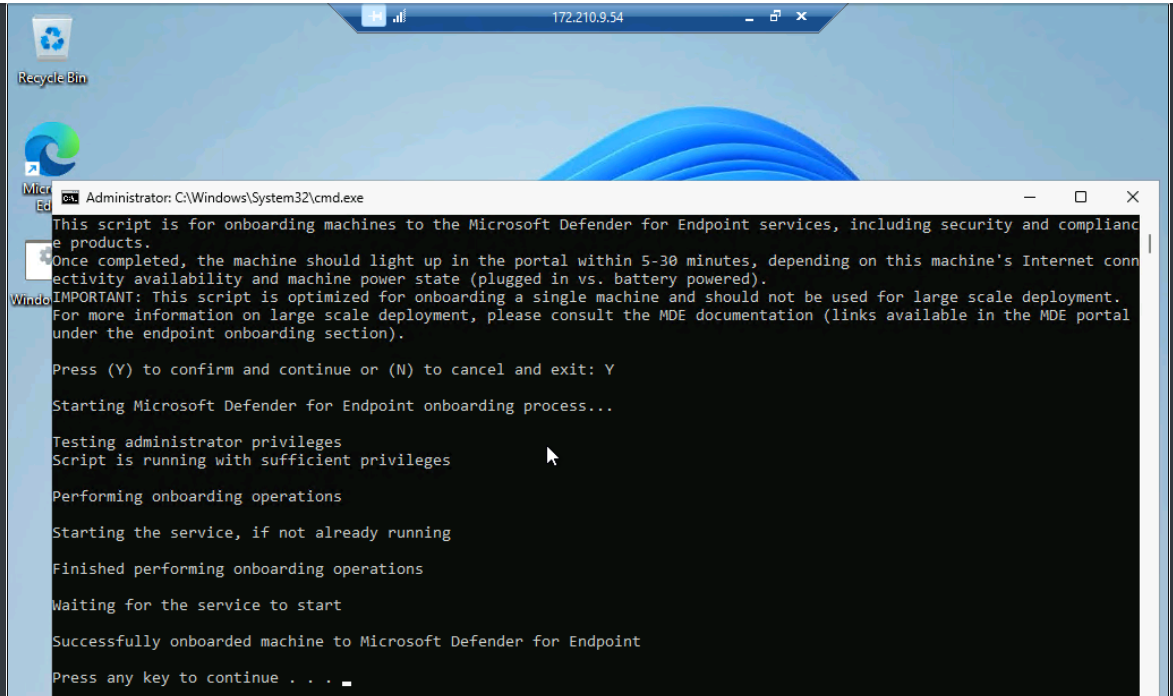 172.210.9.54
Recycle Bin
Micr
Ed
Windo
Administrator: C:\Windows\System32\cmd.exe
This script is for onboarding machines to the Microsoft Defender for Endpoint services, including security and complianc
e products.
Once completed, the machine should light up in the portal within 5-30 minutes, depending on this machine's Internet conn
ectivity availability and machine power state (plugged in vs. battery powered).
IMPORTANT: This script is optimized for onboarding a single machine and should not be used for large scale deployment.
For more information on large scale deployment, please consult the MDE documentation (links available in the MDE portal
under the endpoint onboarding section).
Press (Y) to confirm and continue or (N) to cancel and exit: Y
Starting Microsoft Defender for Endpoint onboarding process...
Testing administrator privileges
Script is running with sufficient privileges
Performing onboarding operations
Starting the service, if not already running
Finished performing onboarding operations
Waiting for the service to start
Successfully onboarded machine to Microsoft Defender for Endpoint
Press any key to continue . . .